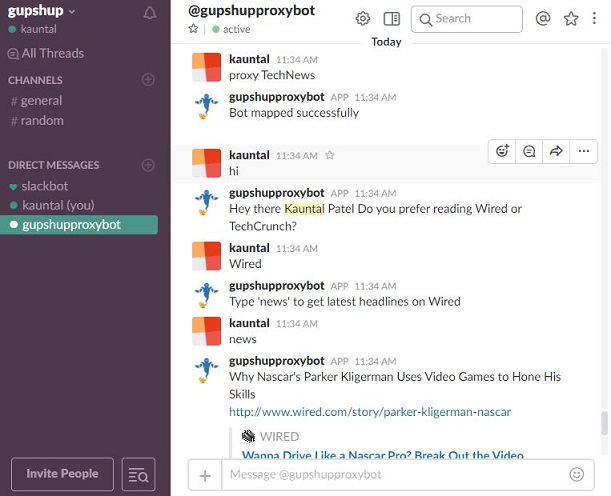 gupshup
kauntal
All Threads
CHANNELS
# general
# random
DIRECT MESSAGES
slackbot
kauntal (you)
gupshupproxybot
Invite People
@gupshupproxybot
active
Search
Today
kauntal 11:34 AM
proxy TechNews
gupshupproxybot APP 11:34 AM
Bot mapped successfully
kauntal 11:34 AM
hi
gupshupproxybot APP 11:34 AM
Hey there Kauntal Patel Do you prefer reading Wired or
TechCrunch?
kauntal 11:34 AM
Wired
gupshupproxybot APP 11:34 AM
Type 'news' to get latest headlines on Wired
kauntal 11:34 AM
news
gupshupproxybot APP 11:34 AM
Why Nascar's Parker Kligerman Uses Video Games to Hone His
Skills
http://www.wired.com/story/parker-kligerman-nascar
WIRED
Wanna Drive Like a Nascar Pro? Break Out the Video
Message @gupshupproxybot